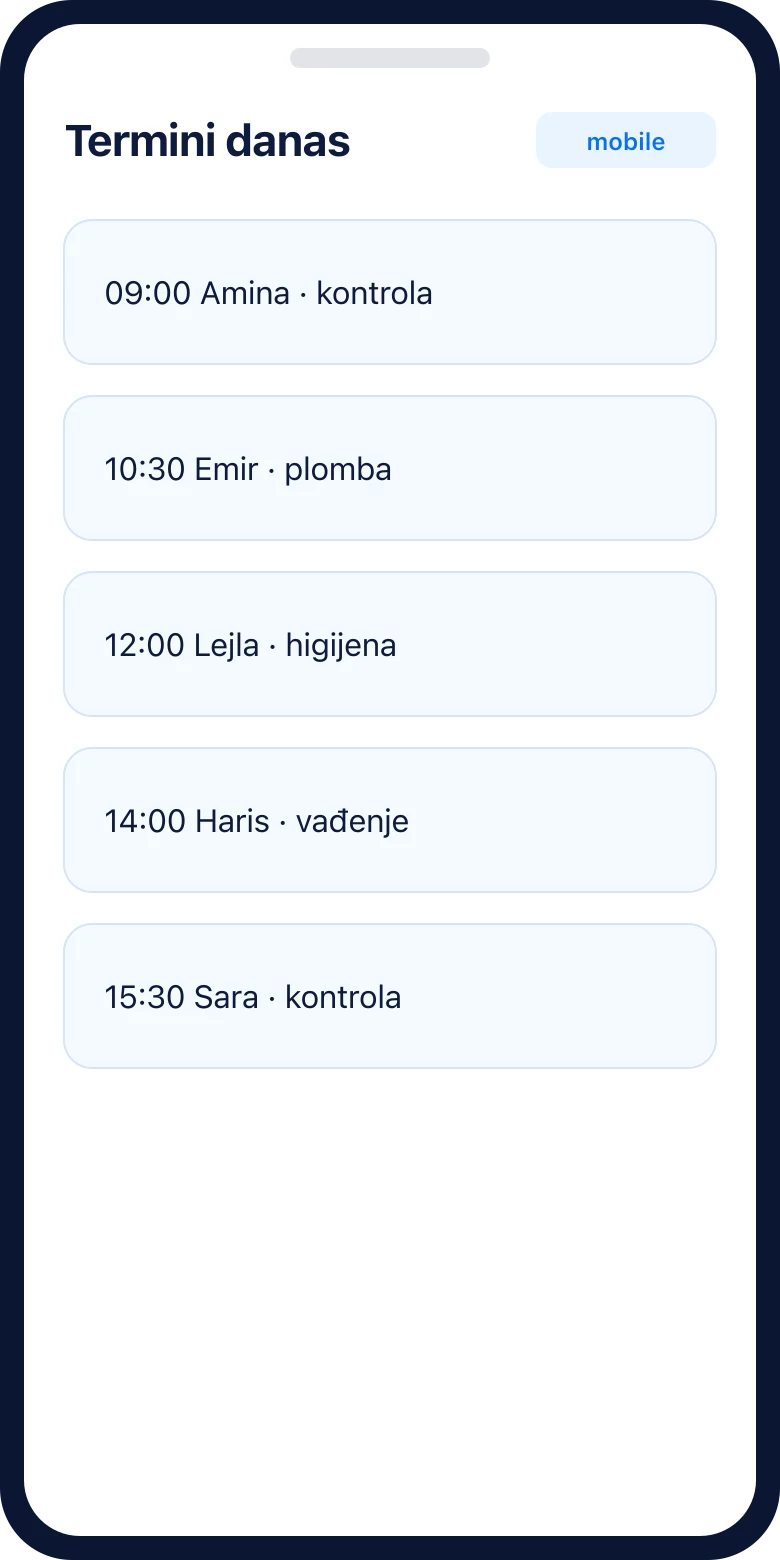 Termini danas
mobile
09:00 Amina · kontrola
10:30 Emir · plomba
12:00 Lejla · higijena
14:00 Haris · vađenje
15:30 Sara · kontrola